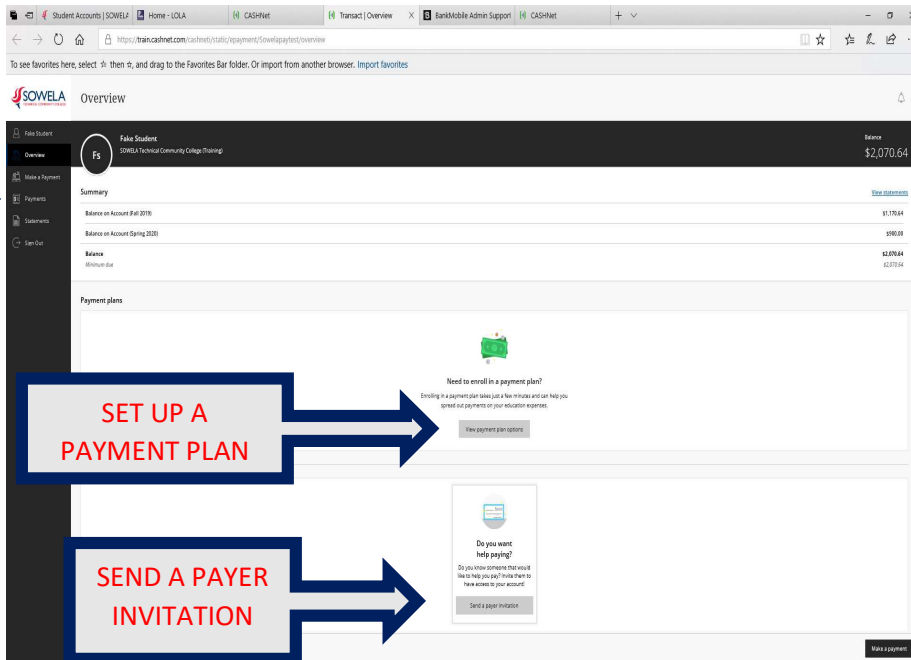 Student Accounts | SOWELA
Home - LOLA
CASHNet
Transact | Overview
BankMobile Admin Support
CASHNet
https://train.cashnet.com/cashneti/static/epayment/Sowelapaytest/overview
To see favorites here, select ☆ then ☆, and drag to the Favorites Bar folder. Or import from another browser. Import favorites
SOWELA
TECHNICAL COMMUNITY COLLEGE
Overview
Fake Student
Overview
Make a Payment
Payments
Statements
Sign Out
Fs
Fake Student
SOWELA Technical Community College (Training)
Balance
$2,070.64
Summary
View statements
Balance on Account (Fall 2019)
$1,170.64
Balance on Account (Spring 2020)
$900.00
Balance
$2,070.64
Minimum due
$2,070.64
Payment plans
Need to enroll in a payment plan?
Enrolling in a payment plan takes just a few minutes and can help you
spread out payments on your education expenses.
View payment plan options
SET UP A
PAYMENT PLAN
Do you want
help paying?
Do you know someone that would
like to help you pay? Invite them to
have access to your account!
Send a payer invitation
SEND A PAYER
INVITATION
Make a payment